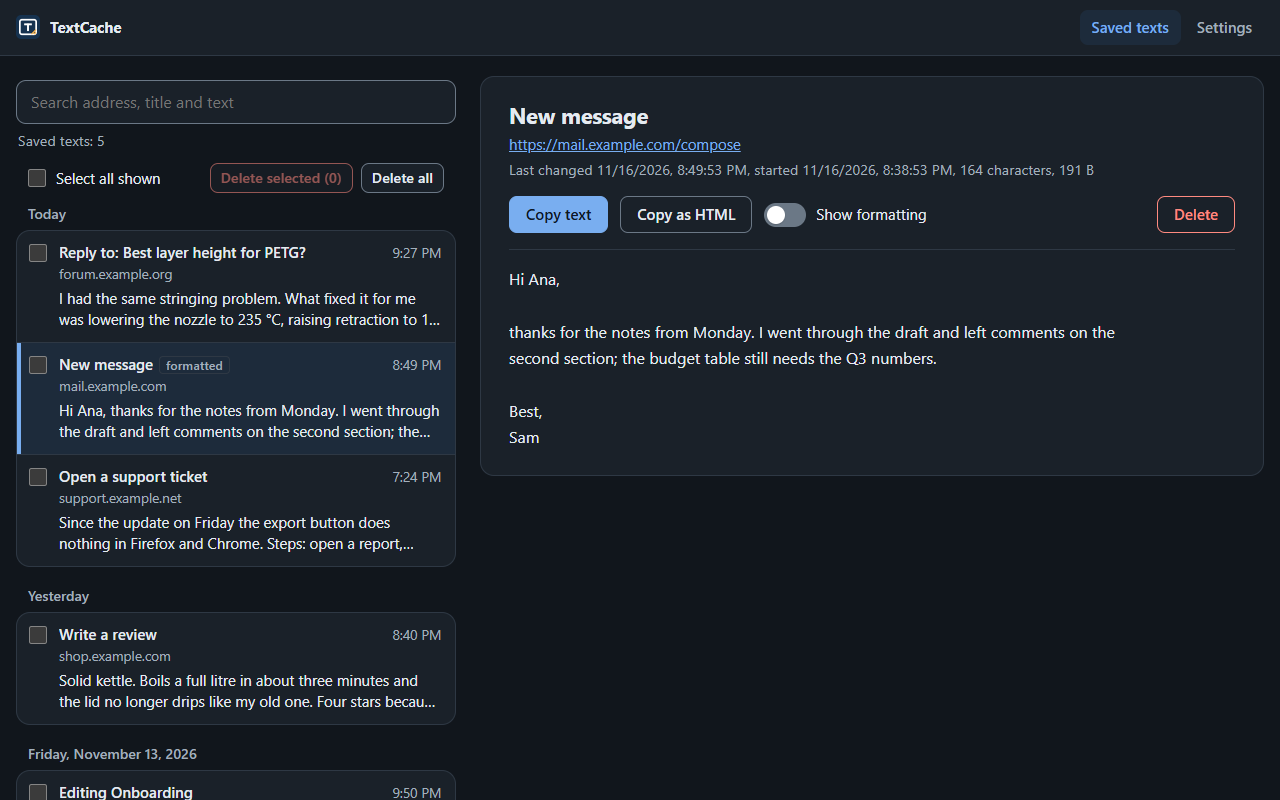 TextCache
Saved texts
Settings
Search address, title and text
Saved texts: 5
Select all shown
Delete selected (0)
Delete all
Today
Reply to: Best layer height for PETG?
9:27 PM
forum.example.org
I had the same stringing problem. What fixed it for me
was lowering the nozzle to 235 °C, raising retraction to 1...
New message
formatted
8:49 PM
mail.example.com
Hi Ana, thanks for the notes from Monday. I went through
the draft and left comments on the second section; the...
Open a support ticket
7:24 PM
support.example.net
Since the update on Friday the export button does
nothing in Firefox and Chrome. Steps: open a report,...
Yesterday
Write a review
8:40 PM
shop.example.com
Solid kettle. Boils a full litre in about three minutes and
the lid no longer drips like my old one. Four stars becau...
Friday, November 13, 2026
Editing Onboarding
9:50 PM
New message
https://mail.example.com/compose
Last changed 11/16/2026, 8:49:53 PM, started 11/16/2026, 8:38:53 PM, 164 characters, 191 B
Copy text
Copy as HTML
Show formatting
Delete
Hi Ana,
thanks for the notes from Monday. I went through the draft and left comments on the
second section; the budget table still needs the Q3 numbers.
Best,
Sam